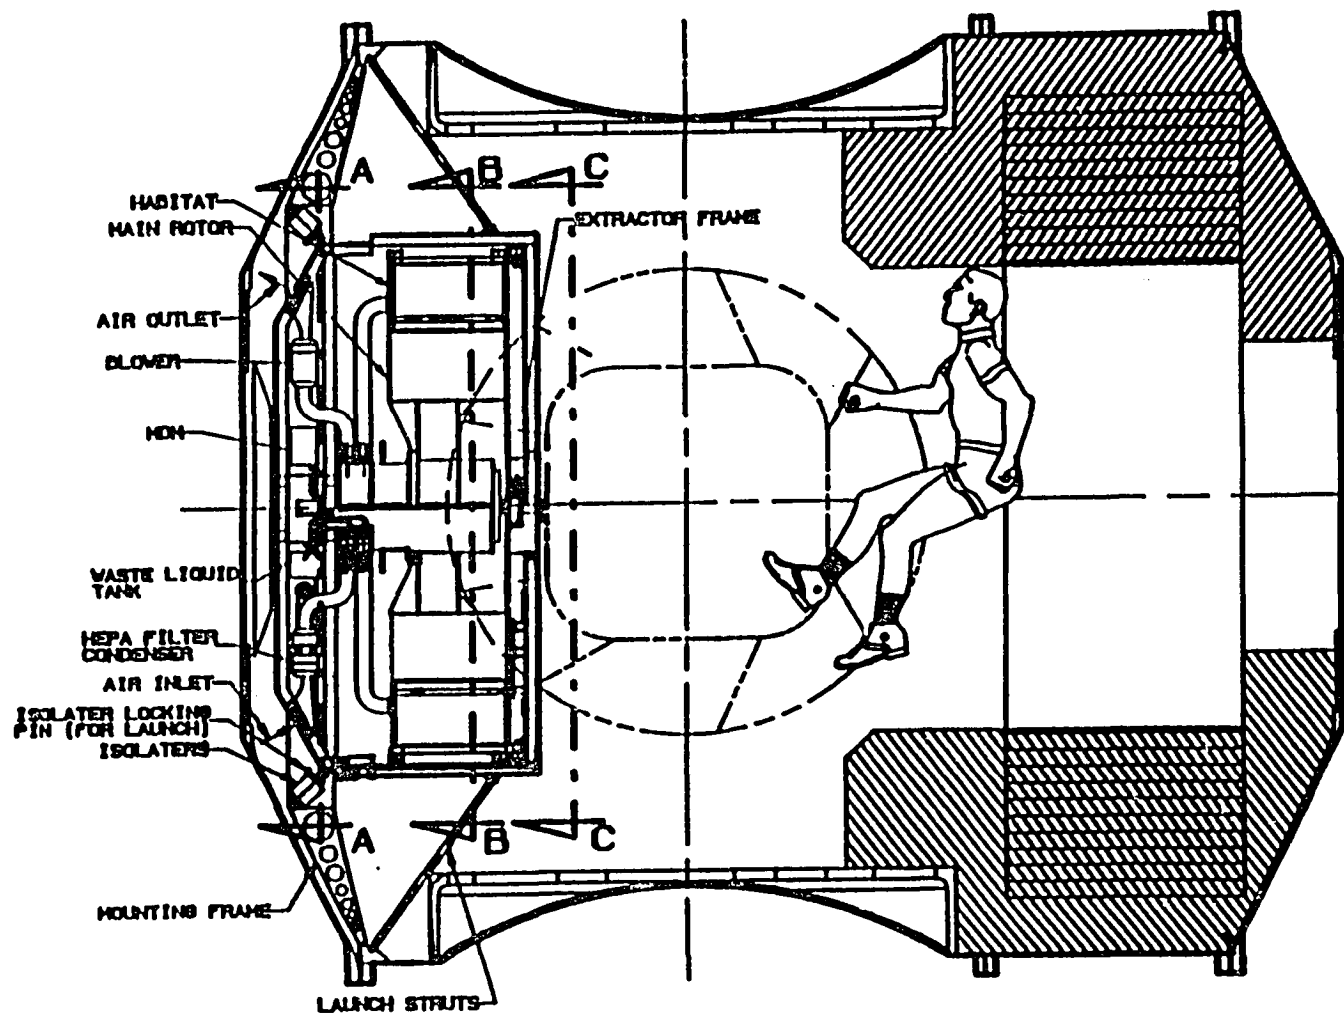 A
B
C
HABITAT
MAIN ROTOR
EXTRACTOR FRAME
AIR OUTLET
BLOWER
MDM
WASTE LIQUID
TANK
HEPA FILTER
CONDENSER
AIR INLET
ISOLATER LOCKING
PIN (FOR LAUNCH)
ISOLATERS
A
B
C
MOUNTING FRAME
LAUNCH STRUTS